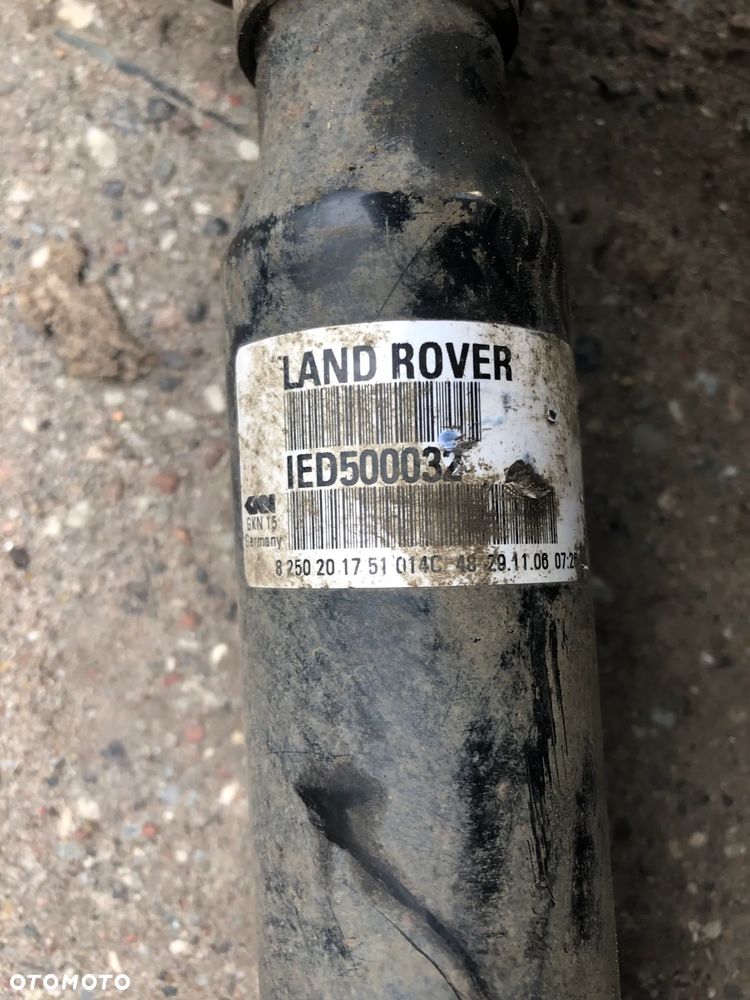 LAND ROVER
IED500032
GKN
GKN 15
Germany
8 250 20 17 51 014C 48 29.11.06 07:2
OTOMOTO